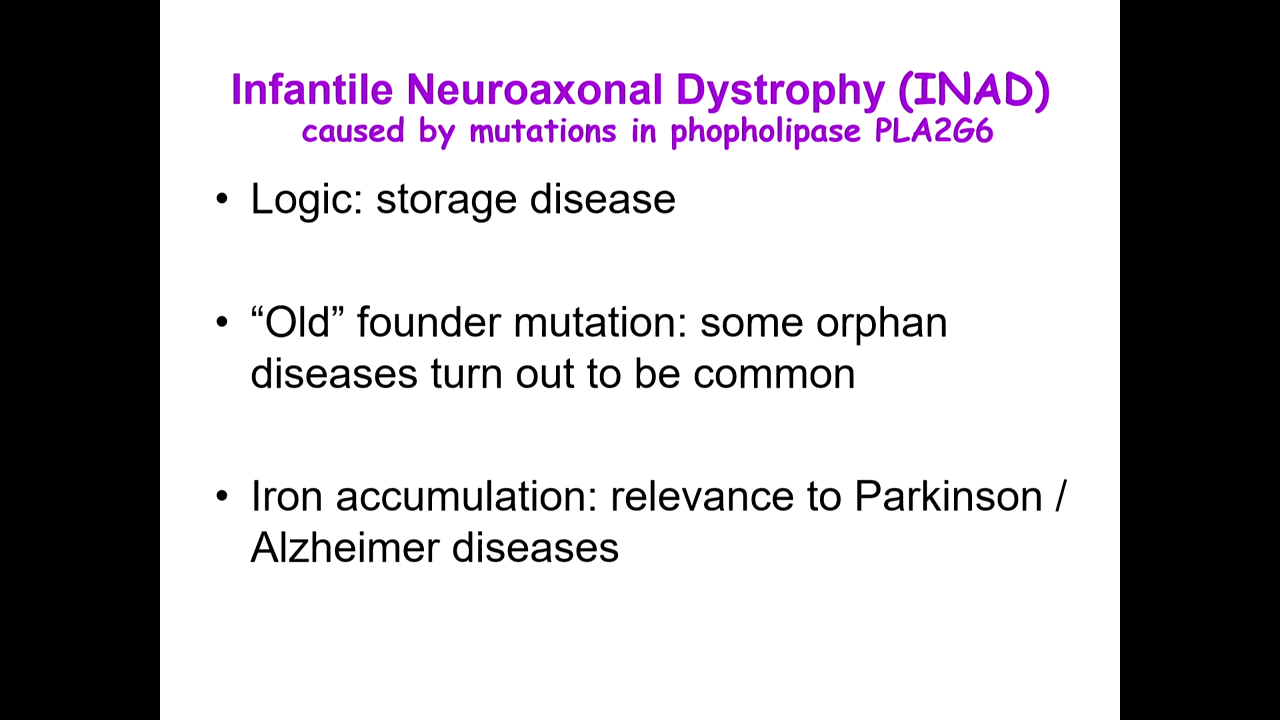 Infantile Neuroaxonal Dystrophy (INAD)
caused by mutations in phopholipase PLA2G6
• Logic: storage disease
• “Old” founder mutation: some orphan
diseases turn out to be common
• Iron accumulation: relevance to Parkinson /
Alzheimer diseases